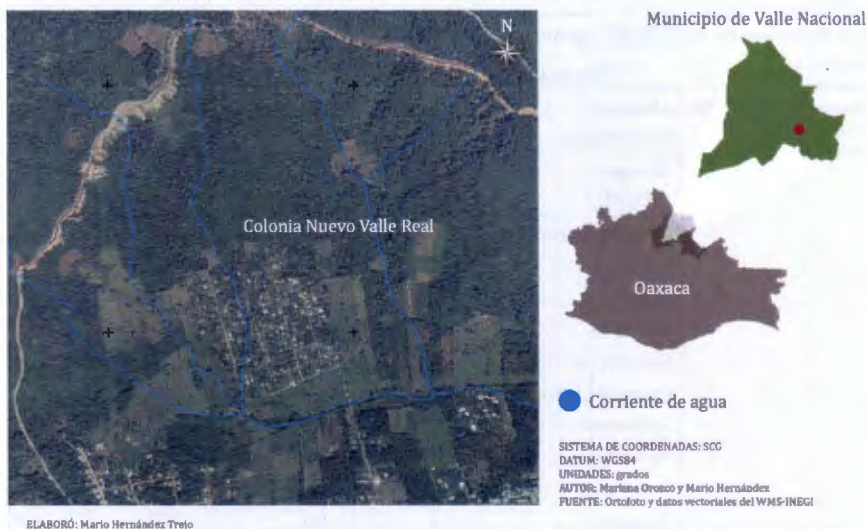 Municipio de Valle Nacional
N
Colonia Nuevo Valle Real
Oaxaca
Corriente de agua
SISTEMA DE COORDENADAS: SCG
DATUM: WGS84
UNIDADES: grados
AUTOR: Mariana Orozco y Mario Hernández
FUENTE: Ortofoto y datos vectoriales del WMS-INEGI
ELABORÓ: Mario Hernández Trejo